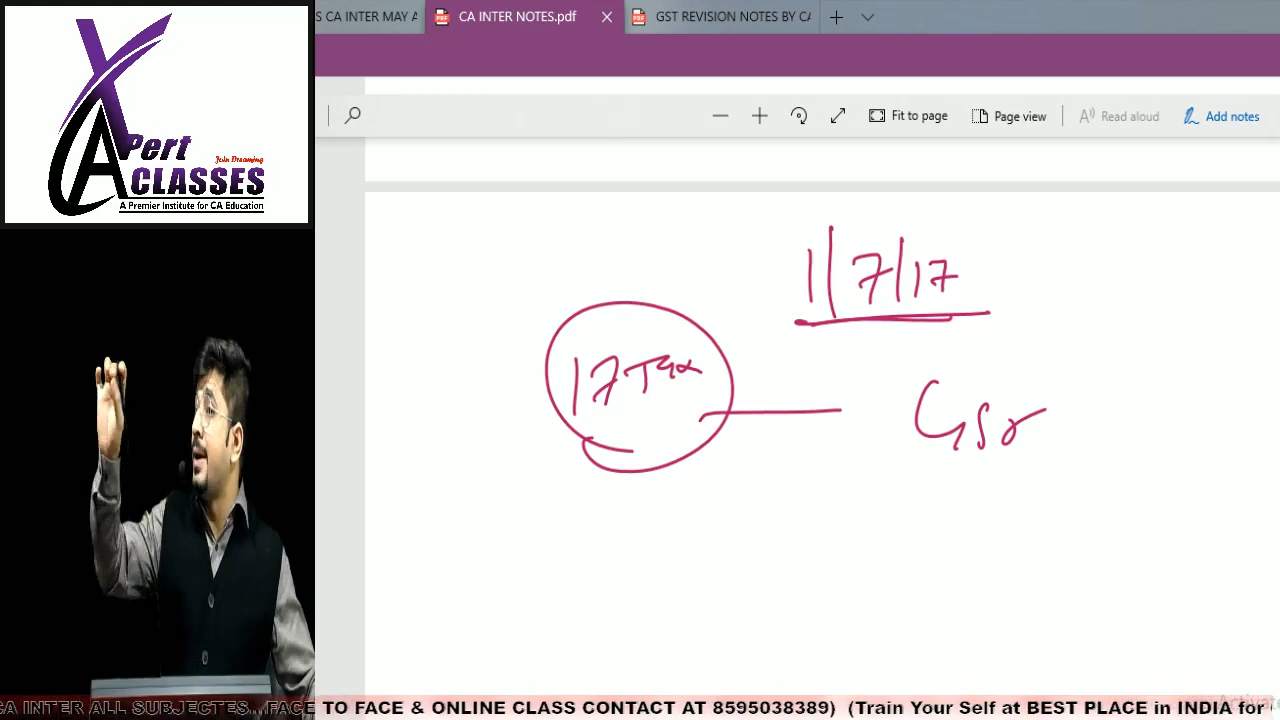 S CA INTER MAY A
CA INTER NOTES.pdf
GST REVISION NOTES BY CA
Fit to page
Page view
Read aloud
Add notes
XPert
Join Dreaming
CA CLASSES
A Premier Institute for CA Education
1/7/17
17 Tax
GST
CA INTER ALL SUBJECTES...FACE TO FACE & ONLINE CLASS CONTACT AT 8595038389) (Train Your Self at BEST PLACE in INDIA for